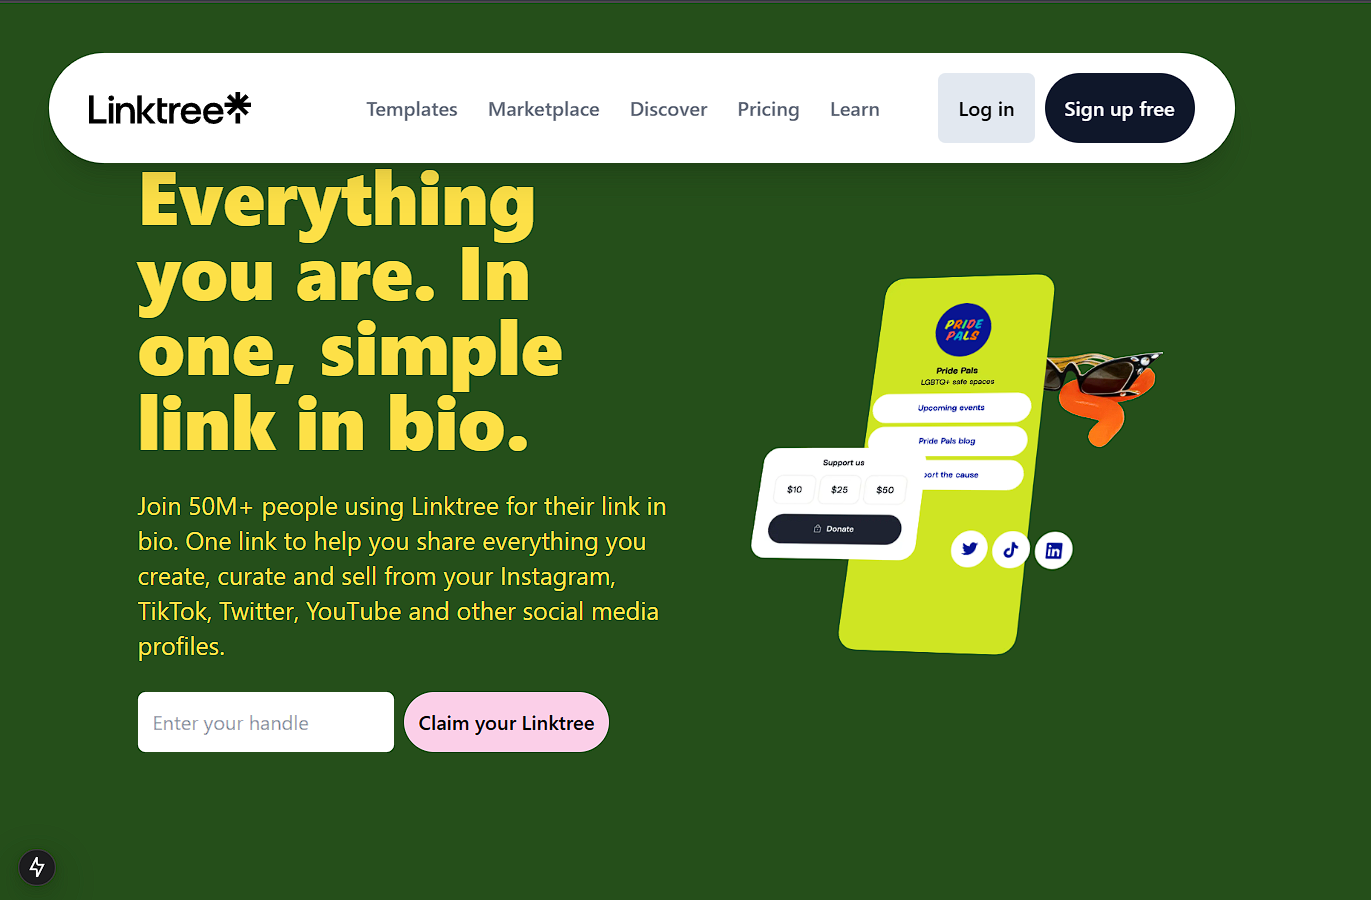 Linktree
Templates Marketplace Discover Pricing Learn Log in Sign up free
Everything
you are. In
one, simple
link in bio.
Join 50M+ people using Linktree for their link in
bio. One link to help you share everything you
create, curate and sell from your Instagram,
TikTok, Twitter, YouTube and other social media
profiles.
Enter your handle Claim your Linktree
PRIDE
PALS
Pride Pals
LGBTQ+ safe spaces
Upcoming events
Pride Pals blog
port the cause
Support us
$10 $25 $50
Donate